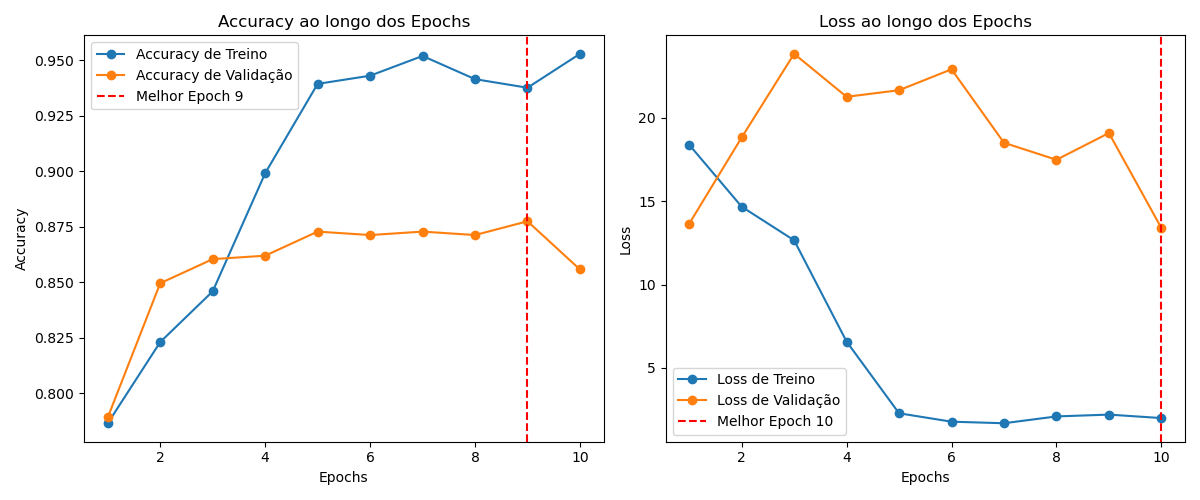 Accuracy ao longo dos Epochs
Accuracy de Treino
Accuracy de Validação
Melhor Epoch 9
0.950
0.925
0.900
0.875
0.850
0.825
0.800
Accuracy
2 4 6 8 10
Epochs
Loss ao longo dos Epochs
20
15
10
5
Loss
Loss de Treino
Loss de Validação
Melhor Epoch 10
2 4 6 8 10
Epochs